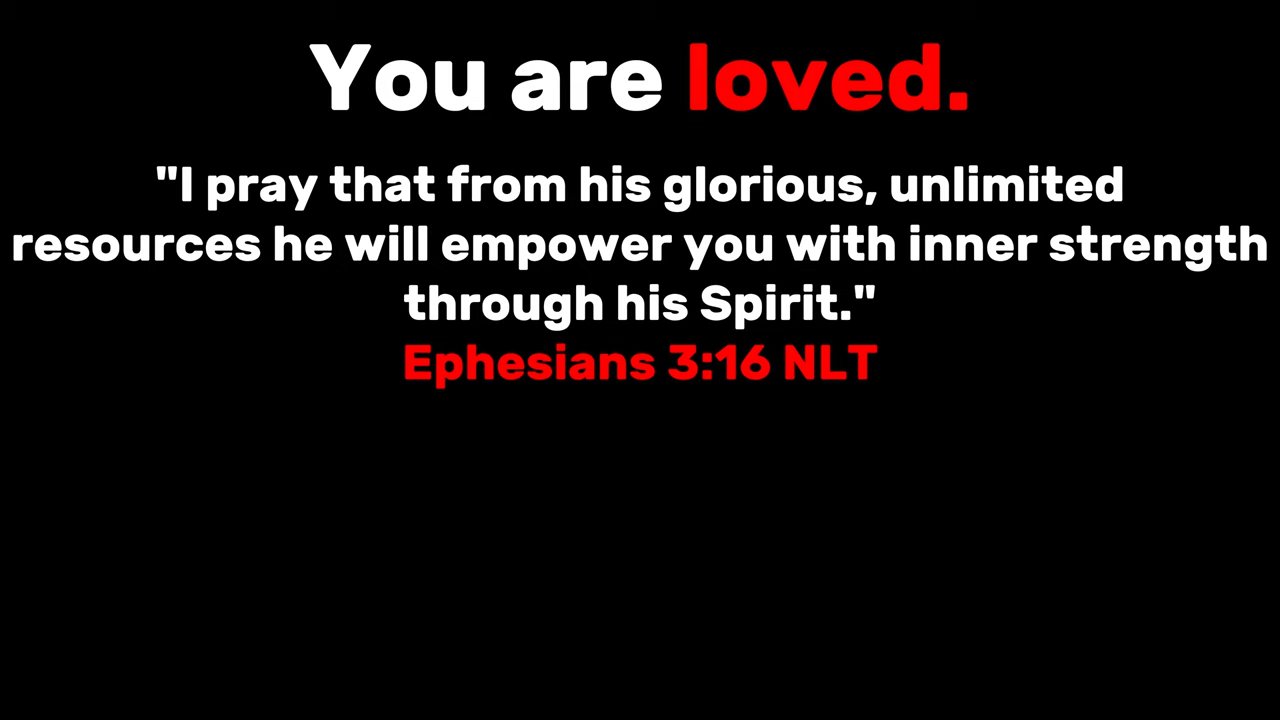 You are loved.
"I pray that from his glorious, unlimited
resources he will empower you with inner strength
through his Spirit."
Ephesians 3:16 NLT